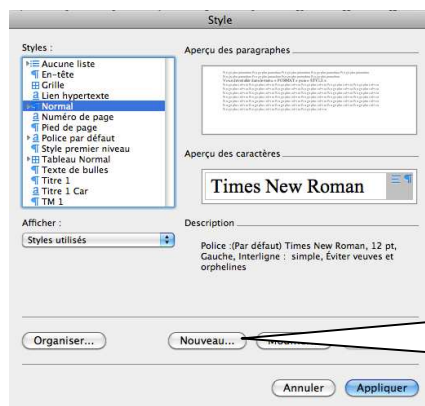 Style
Styles :
Aucune liste
En-tête
Grille
Lien hypertexte
Normal
Numéro de page
Pied de page
Police par défaut
Style premier niveau
Tableau Normal
Texte de bulles
Titre 1
Titre 1 Car
TM 1
Afficher :
Styles utilisés
Aperçu des paragraphes
Aperçu des caractères
Times New Roman
Description
Police :(Par défaut) Times New Roman, 12 pt,
Gauche, Interligne : simple, Éviter veuves et
orphelines
Organiser...
Nouveau...
Annuler
Appliquer